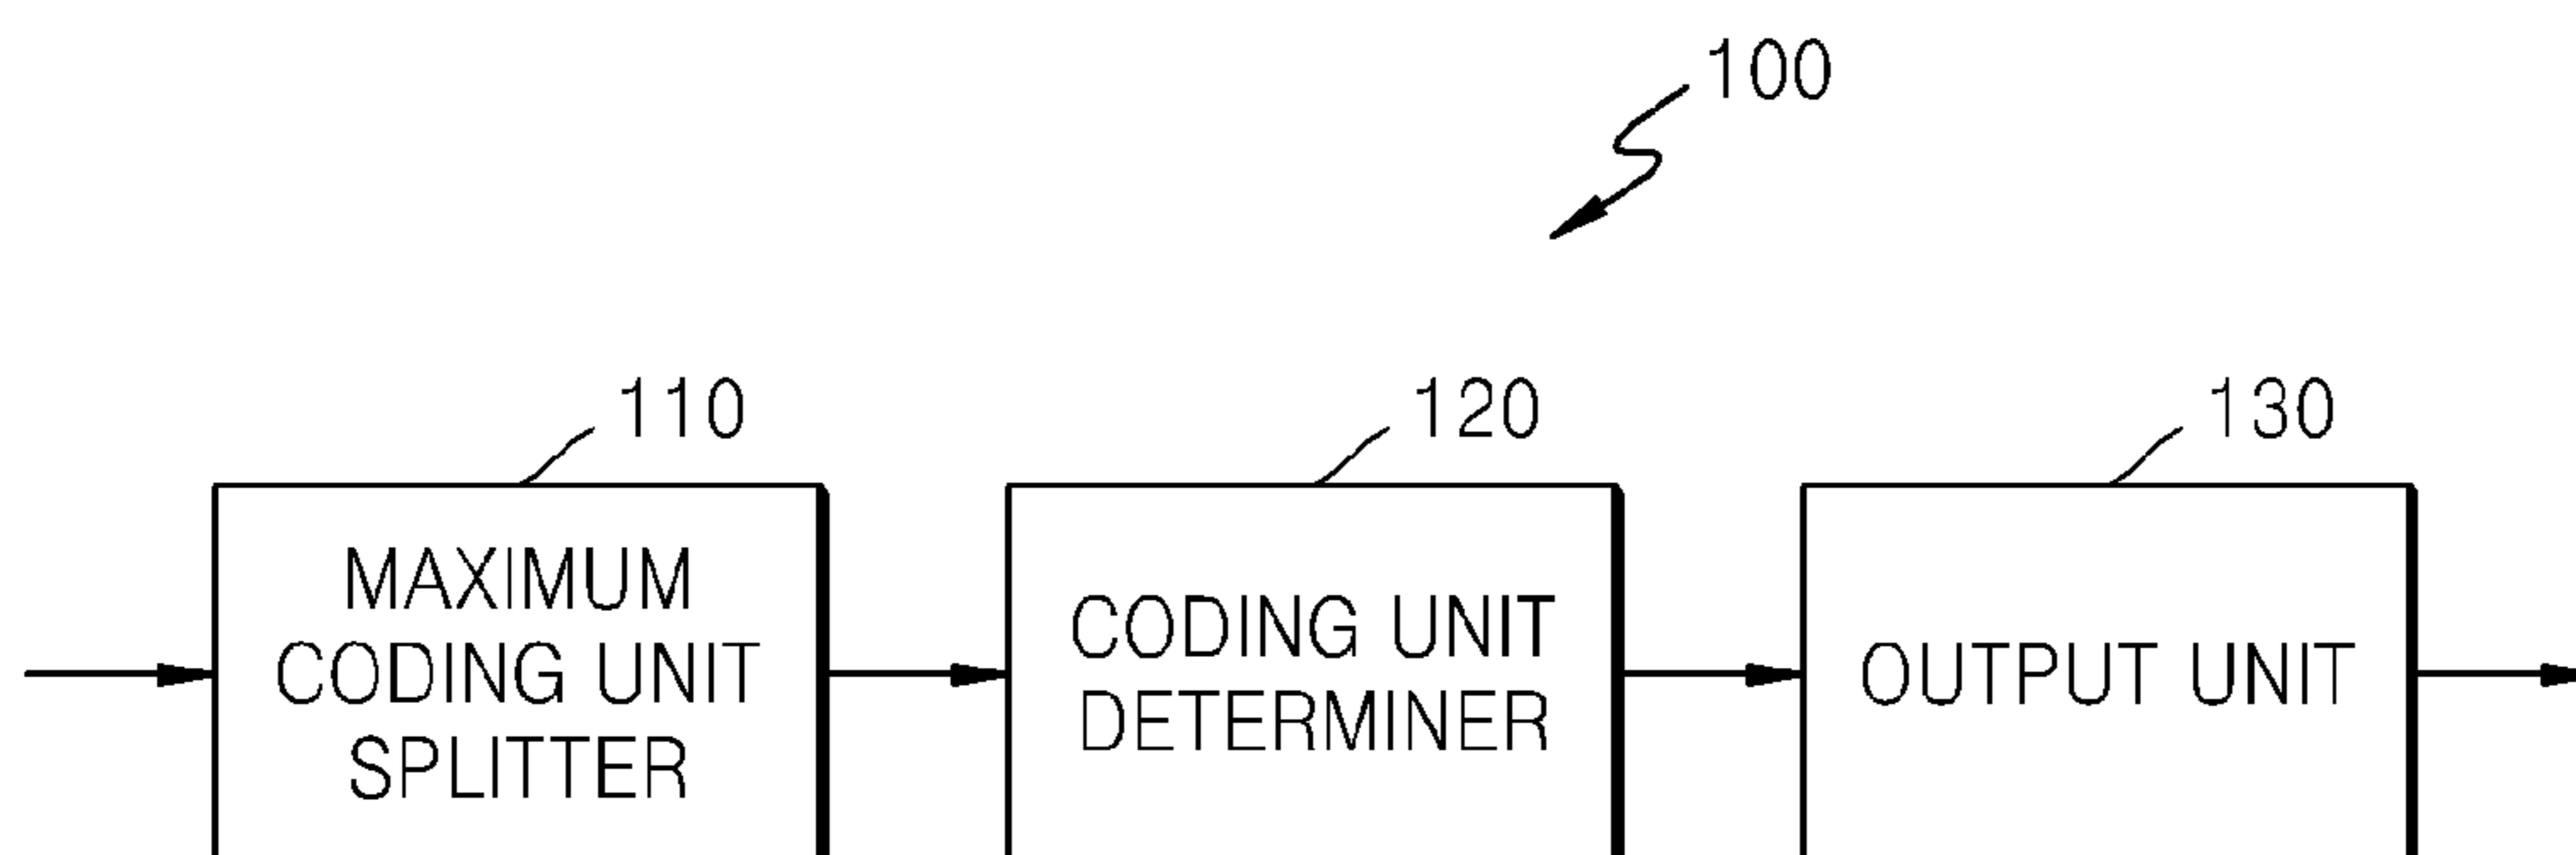 100
110
120
130
MAXIMUM
CODING UNIT
SPLITTER
CODING UNIT
DETERMINER
OUTPUT UNIT